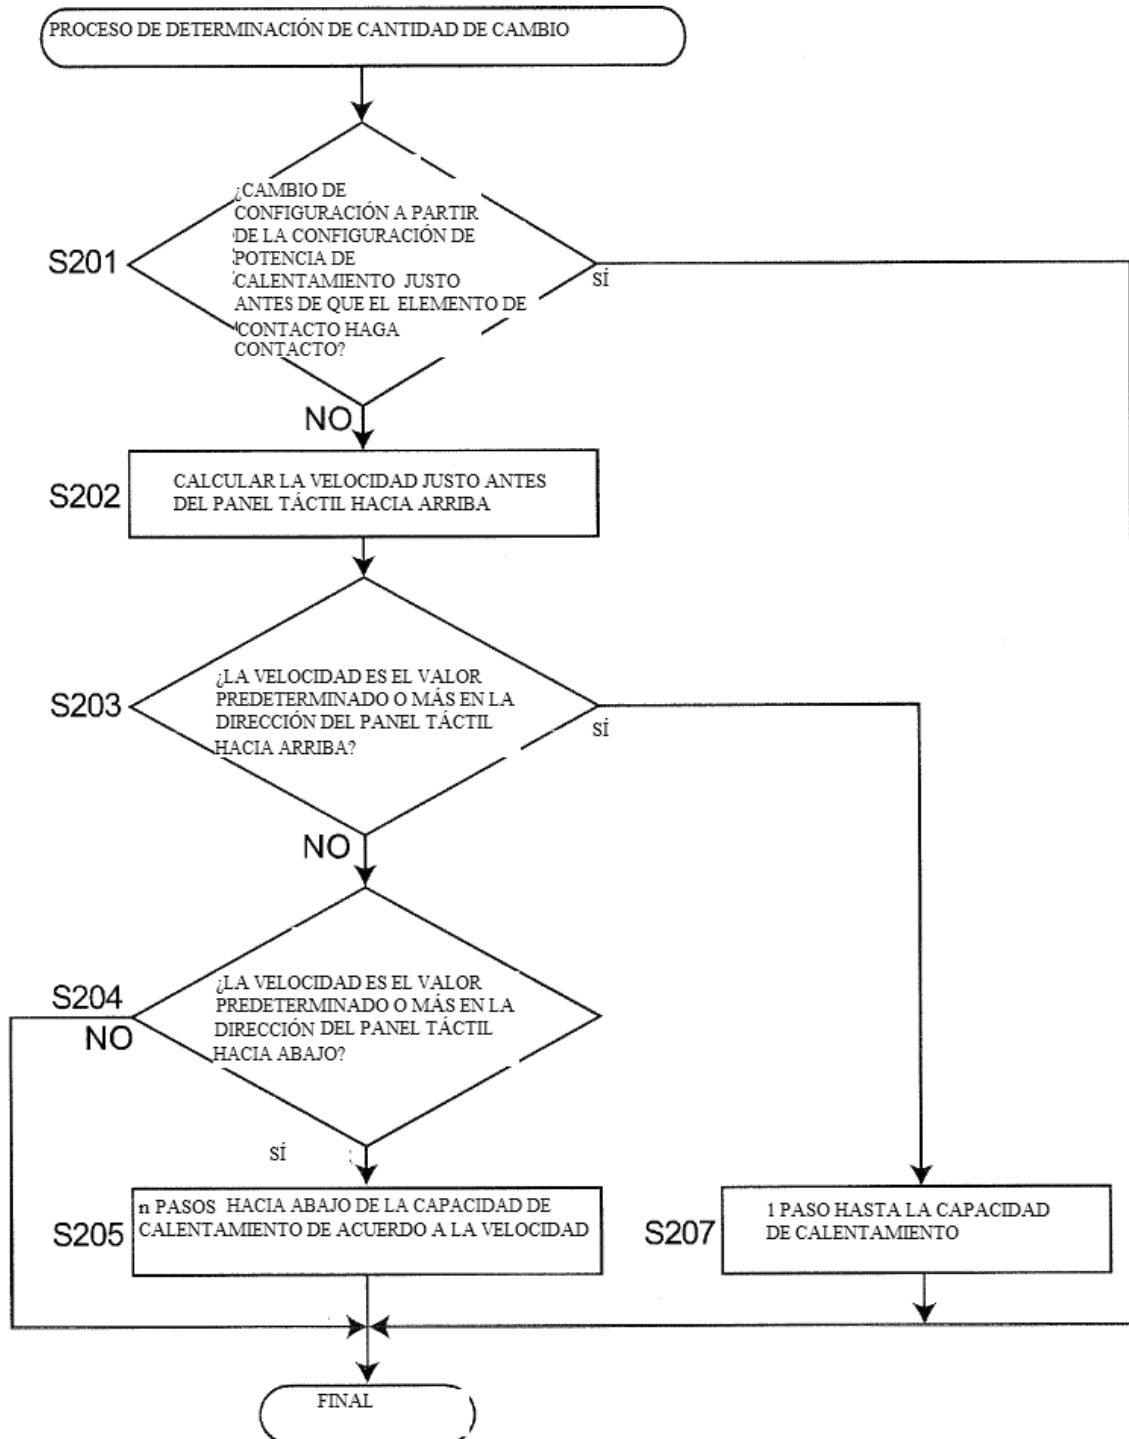 PROCESO DE DETERMINACIÓN DE CANTIDAD DE CAMBIO
¿CAMBIO DE
CONFIGURACIÓN A PARTIR
DE LA CONFIGURACIÓN DE
POTENCIA DE
CALENTAMIENTO JUSTO
ANTES DE QUE EL ELEMENTO DE
CONTACTO HAGA
CONTACTO?
S201
SÍ
NO
S202
CALCULAR LA VELOCIDAD JUSTO ANTES
DEL PANEL TÁCTIL HACIA ARRIBA
S203
¿LA VELOCIDAD ES EL VALOR
PREDETERMINADO O MÁS EN LA
DIRECCIÓN DEL PANEL TÁCTIL
HACIA ARRIBA?
SÍ
NO
S204
NO
¿LA VELOCIDAD ES EL VALOR
PREDETERMINADO O MÁS EN LA
DIRECCIÓN DEL PANEL TÁCTIL
HACIA ABAJO?
SÍ
S205
n PASOS HACIA ABAJO DE LA CAPACIDAD DE
CALENTAMIENTO DE ACUERDO A LA VELOCIDAD
S207
1 PASO HASTA LA CAPACIDAD
DE CALENTAMIENTO
FINAL